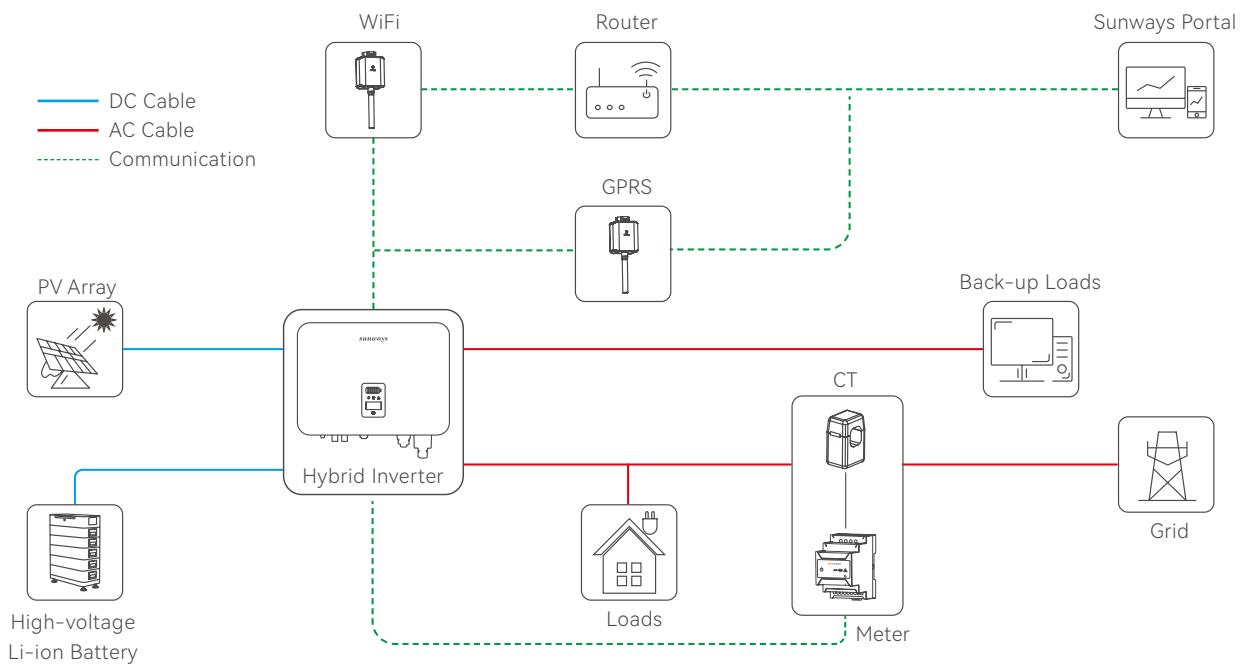 WiFi
Router
Sunways Portal
DC Cable
AC Cable
Communication
GPRS
PV Array
Back-up Loads
sunways
CT
Hybrid Inverter
Grid
High-voltage
Li-ion Battery
Loads
Meter